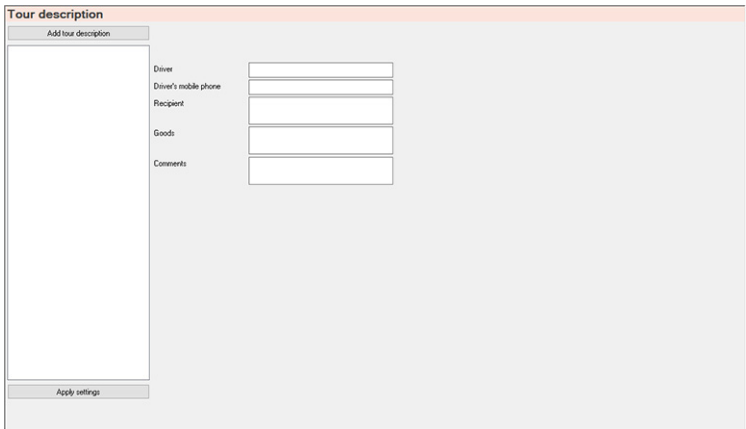 Tour description
Add tour description
Driver
Driver's mobile phone
Recipient
Goods
Comments
Apply settings